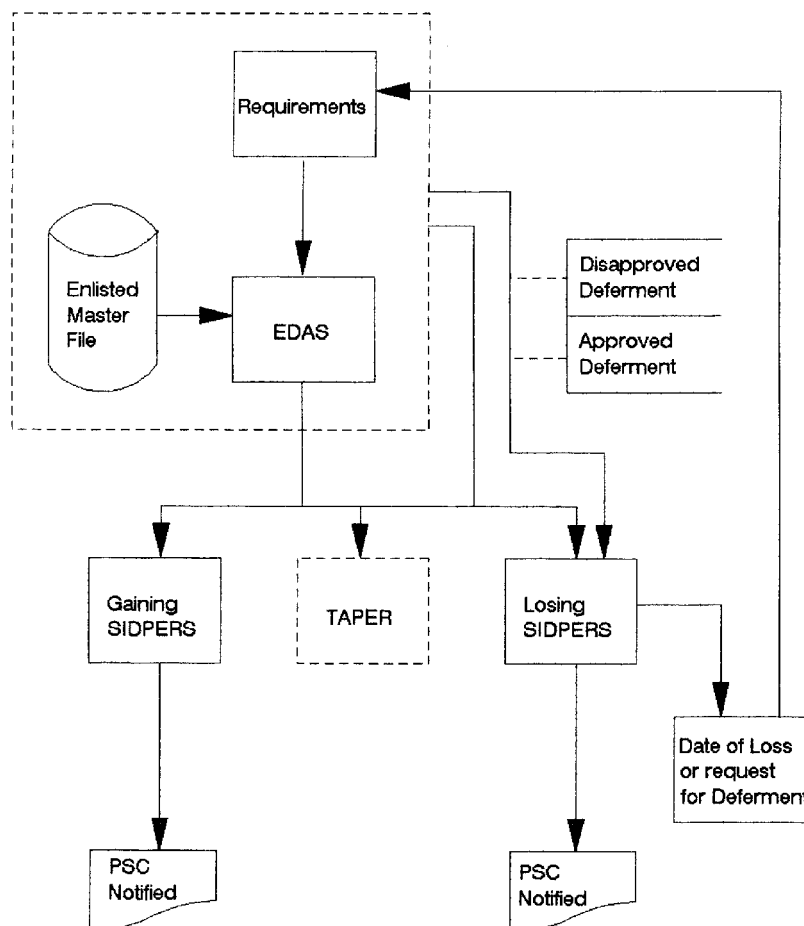 Requirements
Enlisted
Master
File
EDAS
Disapproved
Deferment
Approved
Deferment
Gaining
SIDPERS
TAPER
Losing
SIDPERS
Date of Loss
or request
for Deferment
PSC
Notified
PSC
Notified